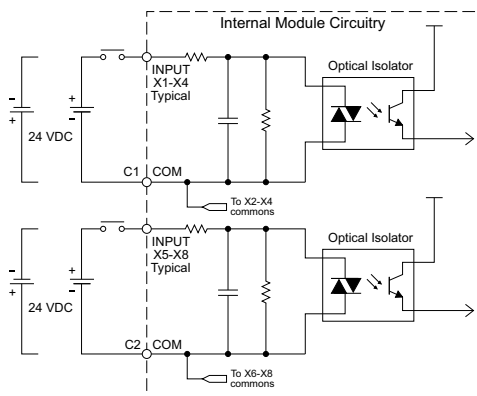 Internal Module Circuitry
INPUT
X1-X4
Typical
Optical Isolator
-
+
+
-
24 VDC
C1
COM
To X2-X4
commons
INPUT
X5-X8
Typical
Optical Isolator
-
+
+
-
24 VDC
C2
COM
To X6-X8
commons